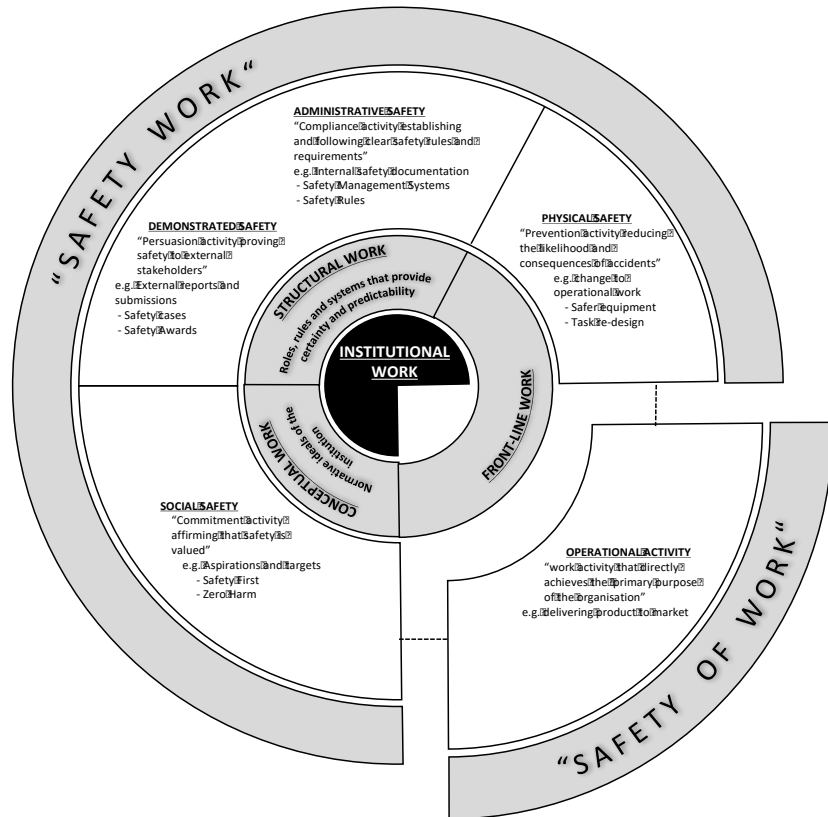 “SAFETY WORK“
ADMINISTRATIVE SAFETY
“Compliance activity establishing
and following clear safety rules and
requirements”
e.g. Internal safety documentation
- Safety Management Systems
- Safety Rules
DEMONSTRATED SAFETY
“Persuasion activity proving
safety to external
stakeholders”
e.g. External reports and
submissions
- Safety cases
- Safety Awards
PHYSICAL SAFETY
“Prevention activity reducing
the likelihood and
consequences of accidents”
e.g. change to
operational work
- Safer equipment
- Task re-design
STRUCTURAL WORK
Roles, rules and systems that provide
certainty and predictability
INSTITUTIONAL
WORK
FRONT-LINE WORK
Normative ideals of the
institution
CONCEPTUAL WORK
SOCIAL SAFETY
“Commitment activity
affirming that safety is
valued”
e.g. Aspirations and targets
- Safety First
- Zero Harm
OPERATIONAL ACTIVITY
“work activity that directly
achieves the primary purpose
of the organisation”
e.g. delivering product to market
“SAFETY OF WORK“